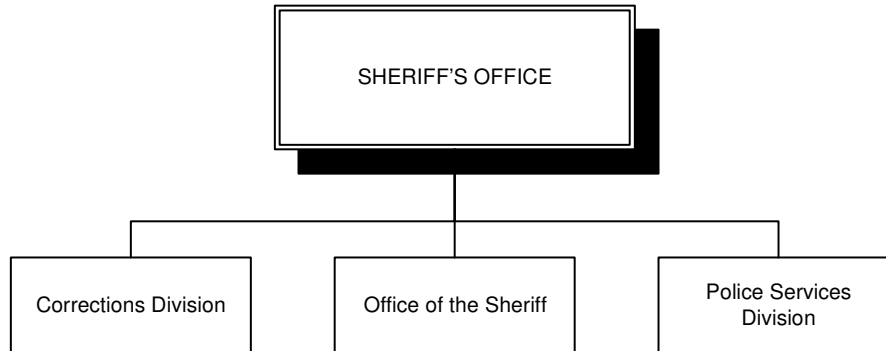 SHERIFF'S OFFICE
Corrections Division
Office of the Sheriff
Police Services
Division